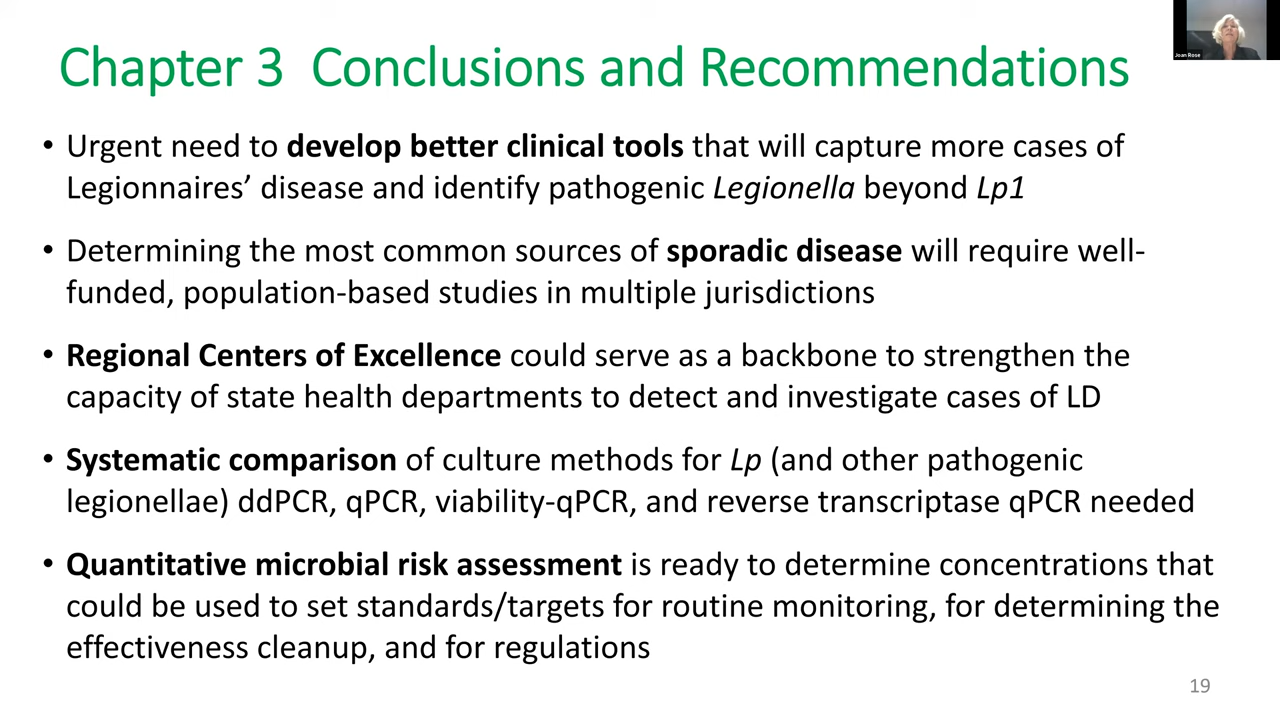 Chapter 3 Conclusions and Recommendations
Joan Rose
• Urgent need to develop better clinical tools that will capture more cases of
Legionnaires’ disease and identify pathogenic Legionella beyond Lp1
• Determining the most common sources of sporadic disease will require well-
funded, population-based studies in multiple jurisdictions
• Regional Centers of Excellence could serve as a backbone to strengthen the
capacity of state health departments to detect and investigate cases of LD
• Systematic comparison of culture methods for Lp (and other pathogenic
legionellae) ddPCR, qPCR, viability-qPCR, and reverse transcriptase qPCR needed
• Quantitative microbial risk assessment is ready to determine concentrations that
could be used to set standards/targets for routine monitoring, for determining the
effectiveness cleanup, and for regulations
19